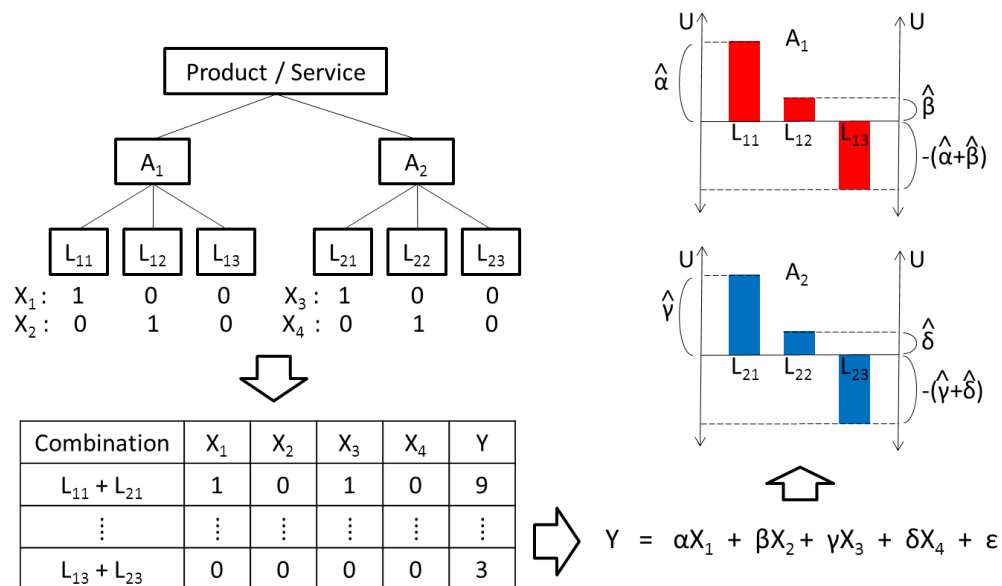 Product / Service
A₁ A₂
L₁₁ L₁₂ L₁₃ L₂₁ L₂₂ L₂₃
X₁ : 1 0 0 X₃ : 1 0 0
X₂ : 0 1 0 X₄ : 0 1 0
Combination X₁ X₂ X₃ X₄ Y
L₁₁ + L₂₁ 1 0 1 0 9
⋮ ⋮ ⋮ ⋮ ⋮ ⋮
L₁₃ + L₂₃ 0 0 0 0 3
Y = αX₁ + βX₂ + γX₃ + δX₄ + ε
U A₁ U
α̂ β̂
L₁₁ L₁₂ L₁₃
-(α̂+β̂)
U A₂ U
γ̂ δ̂
L₂₁ L₂₂ L₂₃
-(γ̂+δ̂)